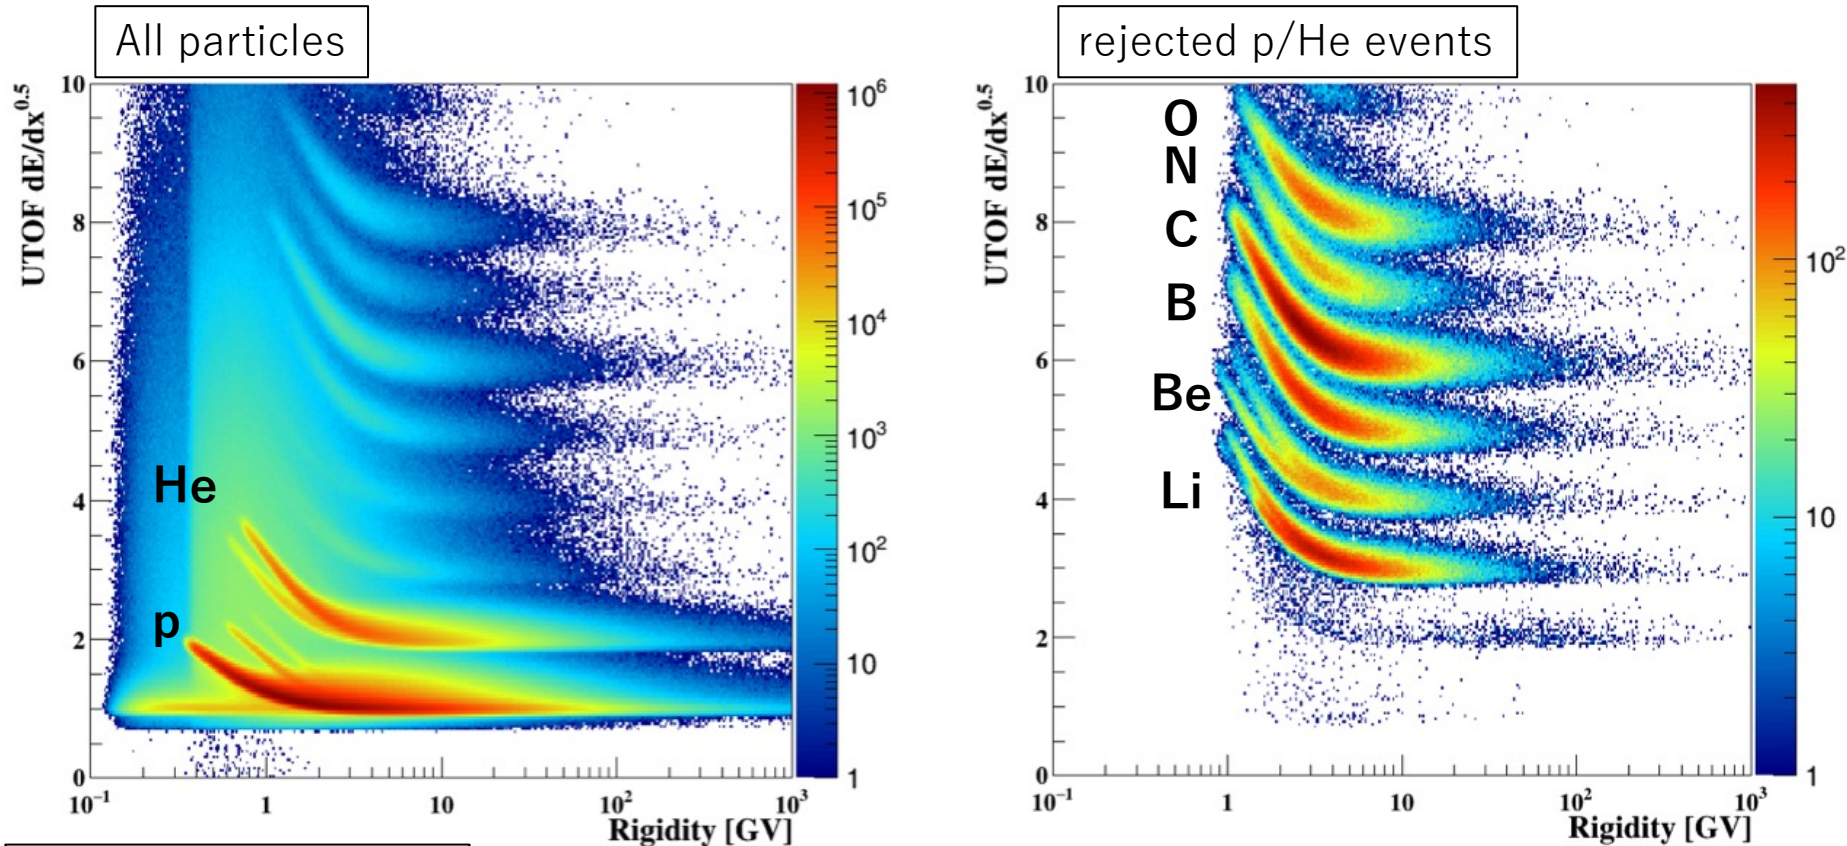 All particles
UTOF dE/dx^0.5
10
8
6
4
2
0
He
p
10^-1
1
10
10^2
10^3
Rigidity [GV]
10^6
10^5
10^4
10^3
10^2
10
1
rejected p/He events
UTOF dE/dx^0.5
10
8
6
4
2
0
O
N
C
B
Be
Li
10^-1
1
10
10^2
10^3
Rigidity [GV]
10^2
10
1